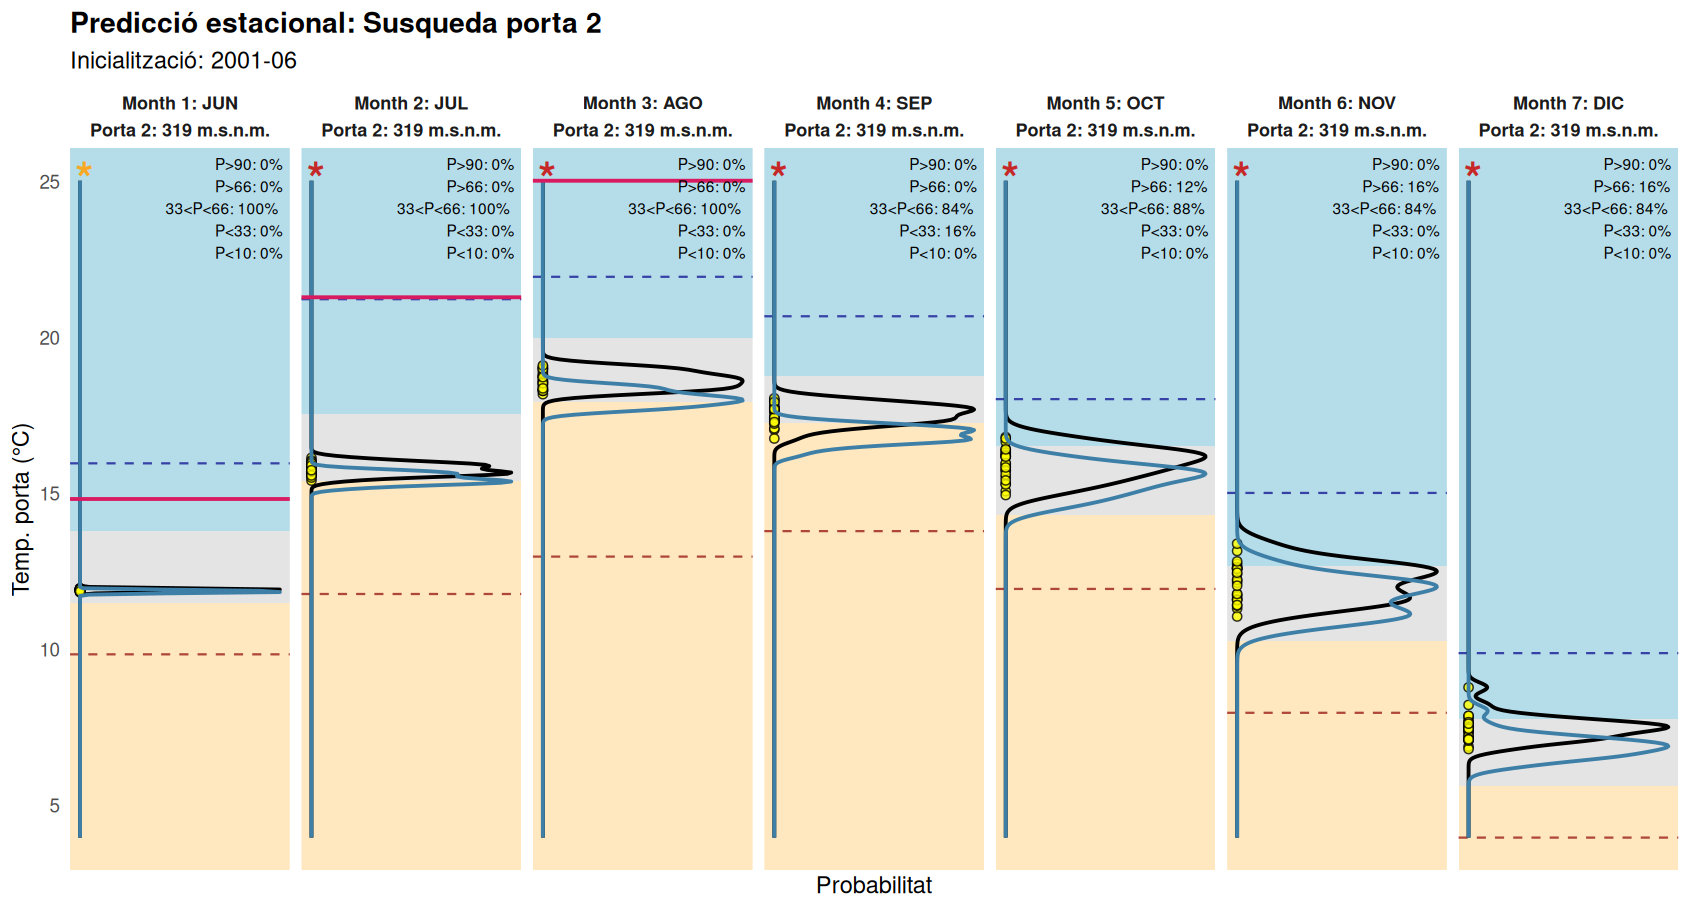 Predicció estacional: Susqueda porta 2
Inicialització: 2001-06
Month 1: JUN
Porta 2: 319 m.s.n.m.
Month 2: JUL
Porta 2: 319 m.s.n.m.
Month 3: AGO
Porta 2: 319 m.s.n.m.
Month 4: SEP
Porta 2: 319 m.s.n.m.
Month 5: OCT
Porta 2: 319 m.s.n.m.
Month 6: NOV
Porta 2: 319 m.s.n.m.
Month 7: DIC
Porta 2: 319 m.s.n.m.
Temp. porta (°C)
25
20
15
10
5
*
P>90: 0%
P>66: 0%
33<P<66: 100%
P<33: 0%
P<10: 0%
*
P>90: 0%
P>66: 0%
33<P<66: 100%
P<33: 0%
P<10: 0%
*
P>90: 0%
P>66: 0%
33<P<66: 100%
P<33: 0%
P<10: 0%
*
P>90: 0%
P>66: 0%
33<P<66: 84%
P<33: 16%
P<10: 0%
*
P>90: 0%
P>66: 12%
33<P<66: 88%
P<33: 0%
P<10: 0%
*
P>90: 0%
P>66: 16%
33<P<66: 84%
P<33: 0%
P<10: 0%
*
P>90: 0%
P>66: 16%
33<P<66: 84%
P<33: 0%
P<10: 0%
Probabilitat